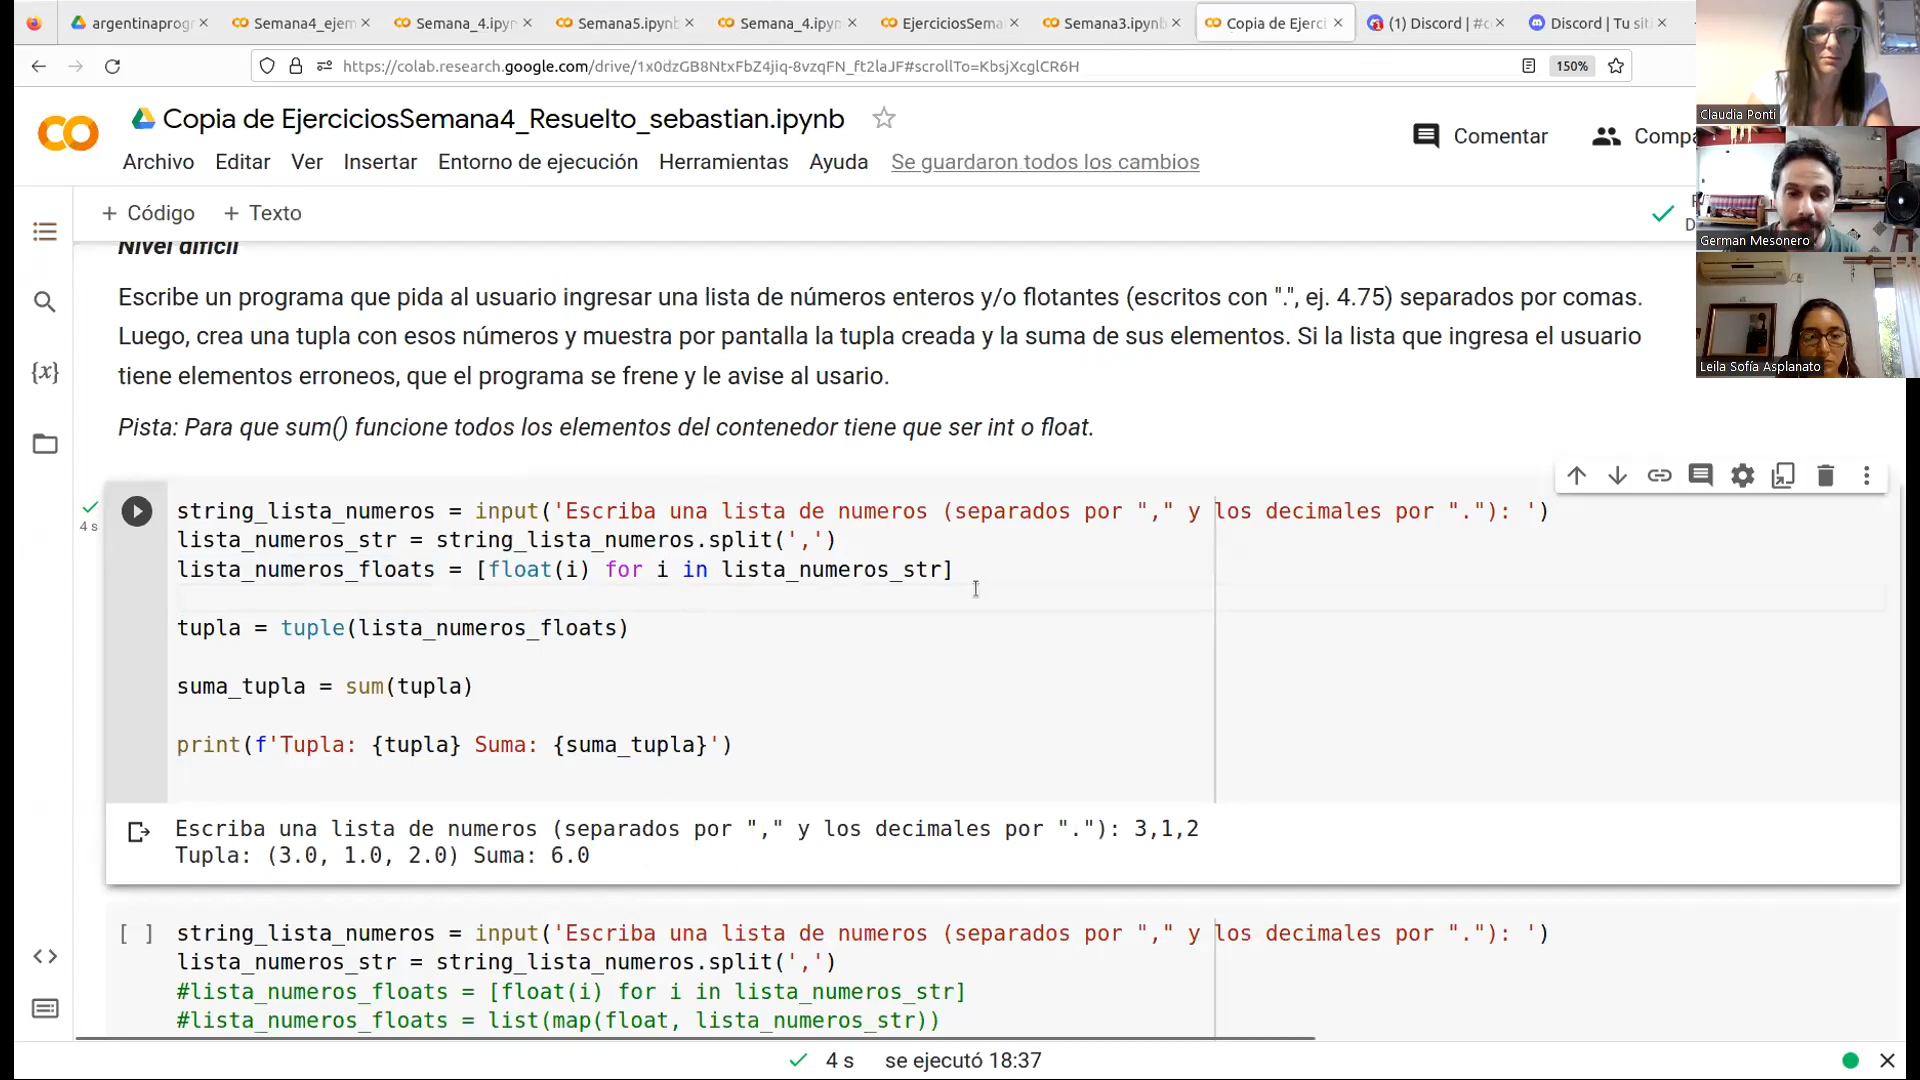 argentinaprog
Semana4_ejem
Semana_4.ipyn
Semana5.ipynb
Semana_4.ipyn
EjerciciosSema
Semana3.ipynb
Copia de Ejerci
(1) Discord | #c
Discord | Tu sit
https://colab.research.google.com/drive/1x0dzGB8NtxFbZ4jiq-8vzqFN_ft2laJF#scrollTo=KbsjXcglCR6H
150%
CO
Copia de EjerciciosSemana4_Resuelto_sebastian.ipynb
Comentar
Compa
Archivo Editar Ver Insertar Entorno de ejecución Herramientas Ayuda Se guardaron todos los cambios
+ Código + Texto
Nivel difícil
Escribe un programa que pida al usuario ingresar una lista de números enteros y/o flotantes (escritos con ".", ej. 4.75) separados por comas.
Luego, crea una tupla con esos números y muestra por pantalla la tupla creada y la suma de sus elementos. Si la lista que ingresa el usuario
tiene elementos erroneos, que el programa se frene y le avise al usario.
Pista: Para que sum() funcione todos los elementos del contenedor tiene que ser int o float.
4 s
string_lista_numeros = input('Escriba una lista de numeros (separados por "," y los decimales por "."): ')
lista_numeros_str = string_lista_numeros.split(',')
lista_numeros_floats = [float(i) for i in lista_numeros_str]
tupla = tuple(lista_numeros_floats)
suma_tupla = sum(tupla)
print(f'Tupla: {tupla} Suma: {suma_tupla}')
Escriba una lista de numeros (separados por "," y los decimales por "."): 3,1,2
Tupla: (3.0, 1.0, 2.0) Suma: 6.0
[ ] string_lista_numeros = input('Escriba una lista de numeros (separados por "," y los decimales por "."): ')
lista_numeros_str = string_lista_numeros.split(',')
#lista_numeros_floats = [float(i) for i in lista_numeros_str]
#lista_numeros_floats = list(map(float, lista_numeros_str))
4 s se ejecutó 18:37
Claudia Ponti
German Mesonero
Leila Sofía Asplanato